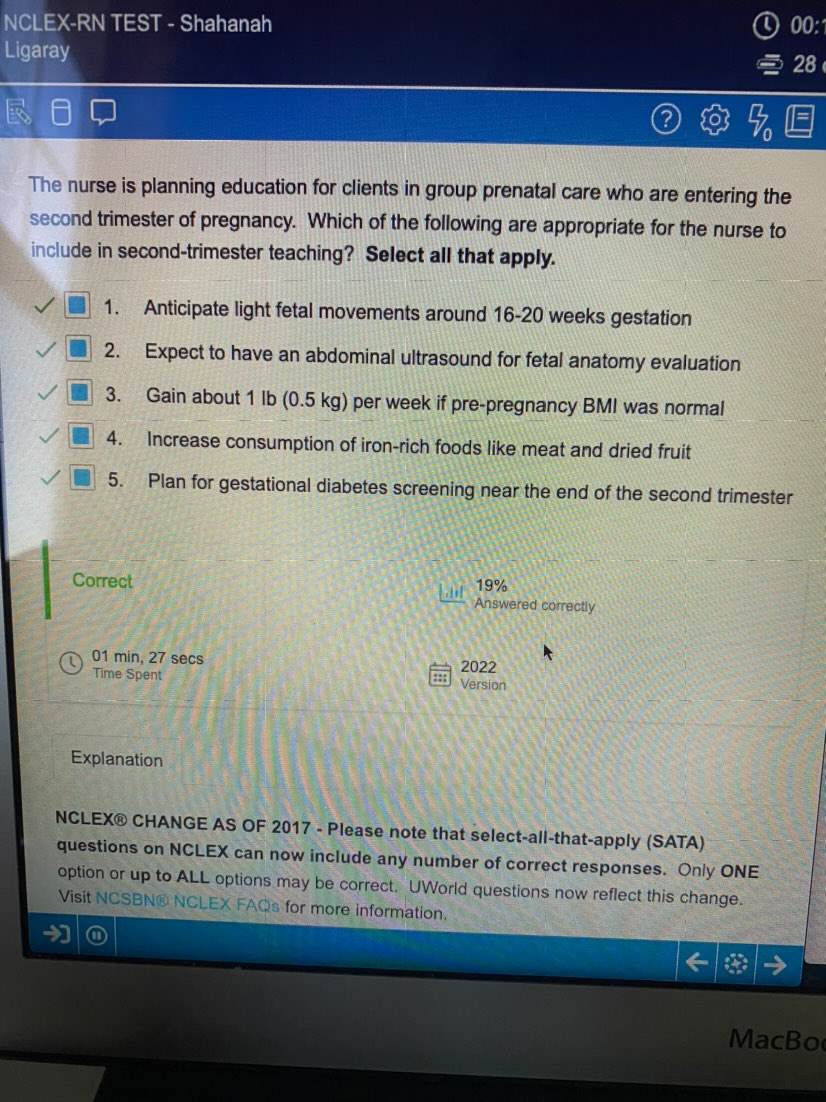 NCLEX-RN TEST - Shahanah
Ligaray
00:
28
The nurse is planning education for clients in group prenatal care who are entering the
second trimester of pregnancy. Which of the following are appropriate for the nurse to
include in second-trimester teaching? Select all that apply.
1. Anticipate light fetal movements around 16-20 weeks gestation
2. Expect to have an abdominal ultrasound for fetal anatomy evaluation
3. Gain about 1 lb (0.5 kg) per week if pre-pregnancy BMI was normal
4. Increase consumption of iron-rich foods like meat and dried fruit
5. Plan for gestational diabetes screening near the end of the second trimester
Correct
19%
Answered correctly
01 min, 27 secs
Time Spent
2022
Version
Explanation
NCLEX® CHANGE AS OF 2017 - Please note that select-all-that-apply (SATA)
questions on NCLEX can now include any number of correct responses. Only ONE
option or up to ALL options may be correct. UWorld questions now reflect this change.
Visit NCSBN® NCLEX FAQs for more information.
MacBo